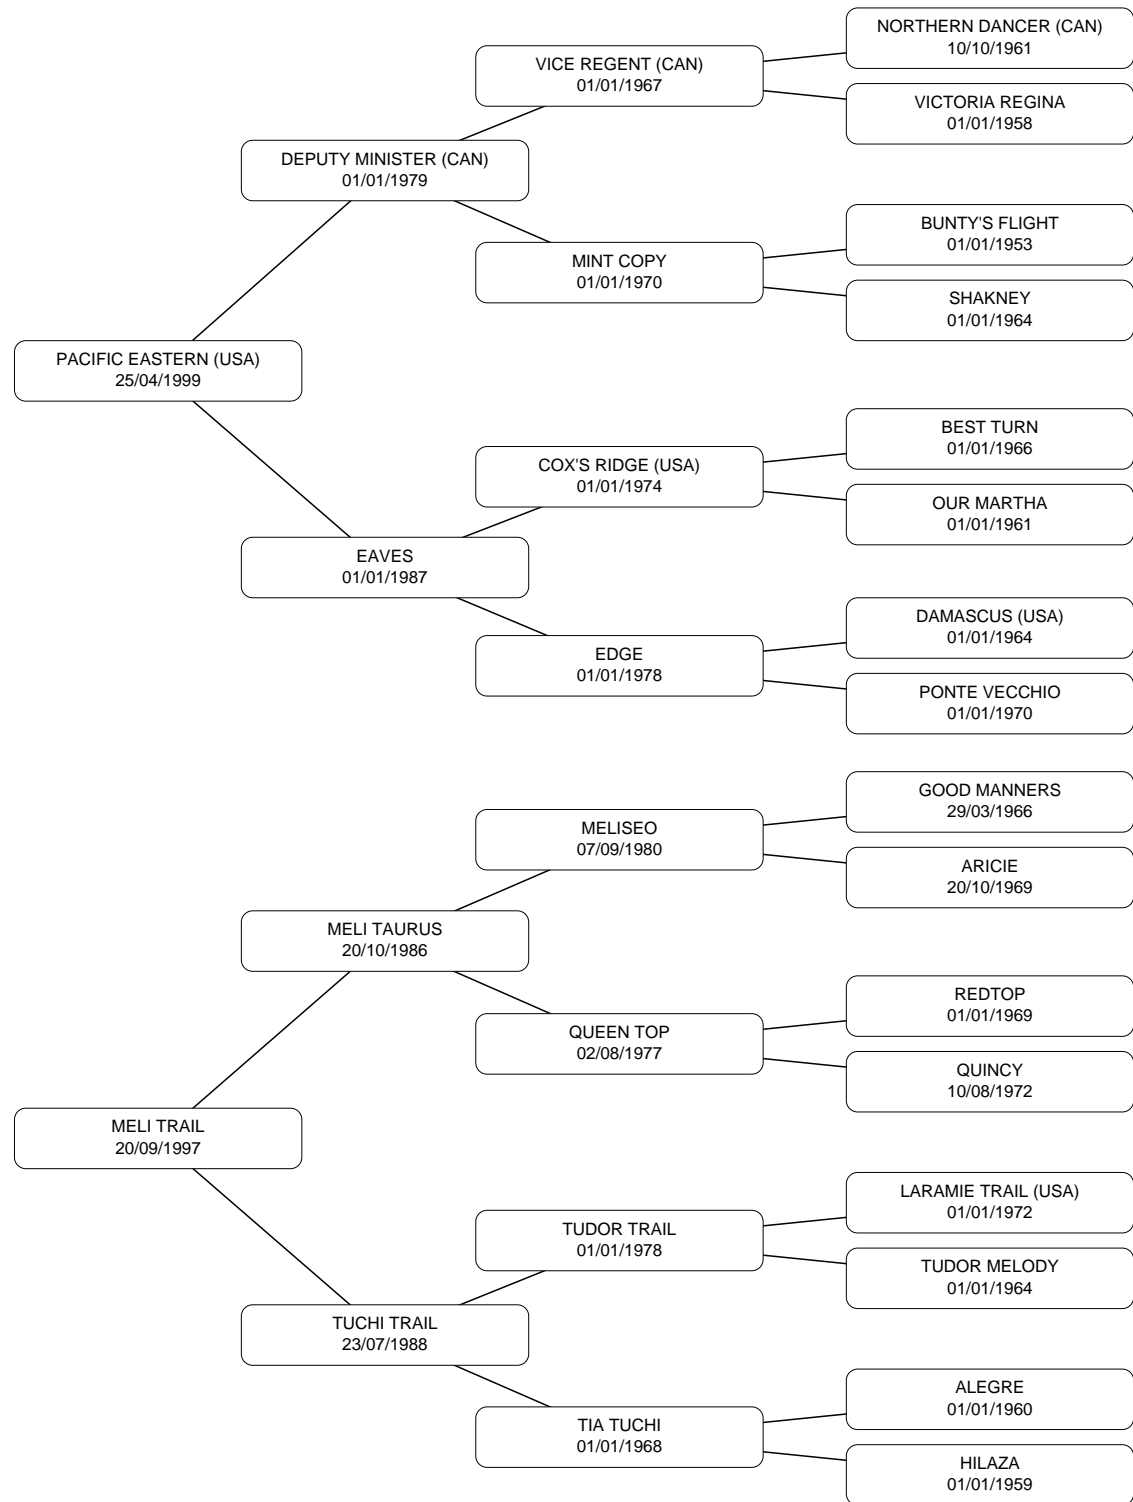 NORTHERN DANCER (CAN)
10/10/1961
VICE REGENT (CAN)
01/01/1967
VICTORIA REGINA
01/01/1958
DEPUTY MINISTER (CAN)
01/01/1979
BUNTY'S FLIGHT
01/01/1953
MINT COPY
01/01/1970
SHAKNEY
01/01/1964
PACIFIC EASTERN (USA)
25/04/1999
BEST TURN
01/01/1966
COX'S RIDGE (USA)
01/01/1974
OUR MARTHA
01/01/1961
EAVES
01/01/1987
DAMASCUS (USA)
01/01/1964
EDGE
01/01/1978
PONTE VECCHIO
01/01/1970
GOOD MANNERS
29/03/1966
MELISEO
07/09/1980
ARICIE
20/10/1969
MELI TAURUS
20/10/1986
REDTOP
01/01/1969
QUEEN TOP
02/08/1977
QUINCY
10/08/1972
MELI TRAIL
20/09/1997
LARAMIE TRAIL (USA)
01/01/1972
TUDOR TRAIL
01/01/1978
TUDOR MELODY
01/01/1964
TUCHI TRAIL
23/07/1988
ALEGRE
01/01/1960
TIA TUCHI
01/01/1968
HILAZA
01/01/1959